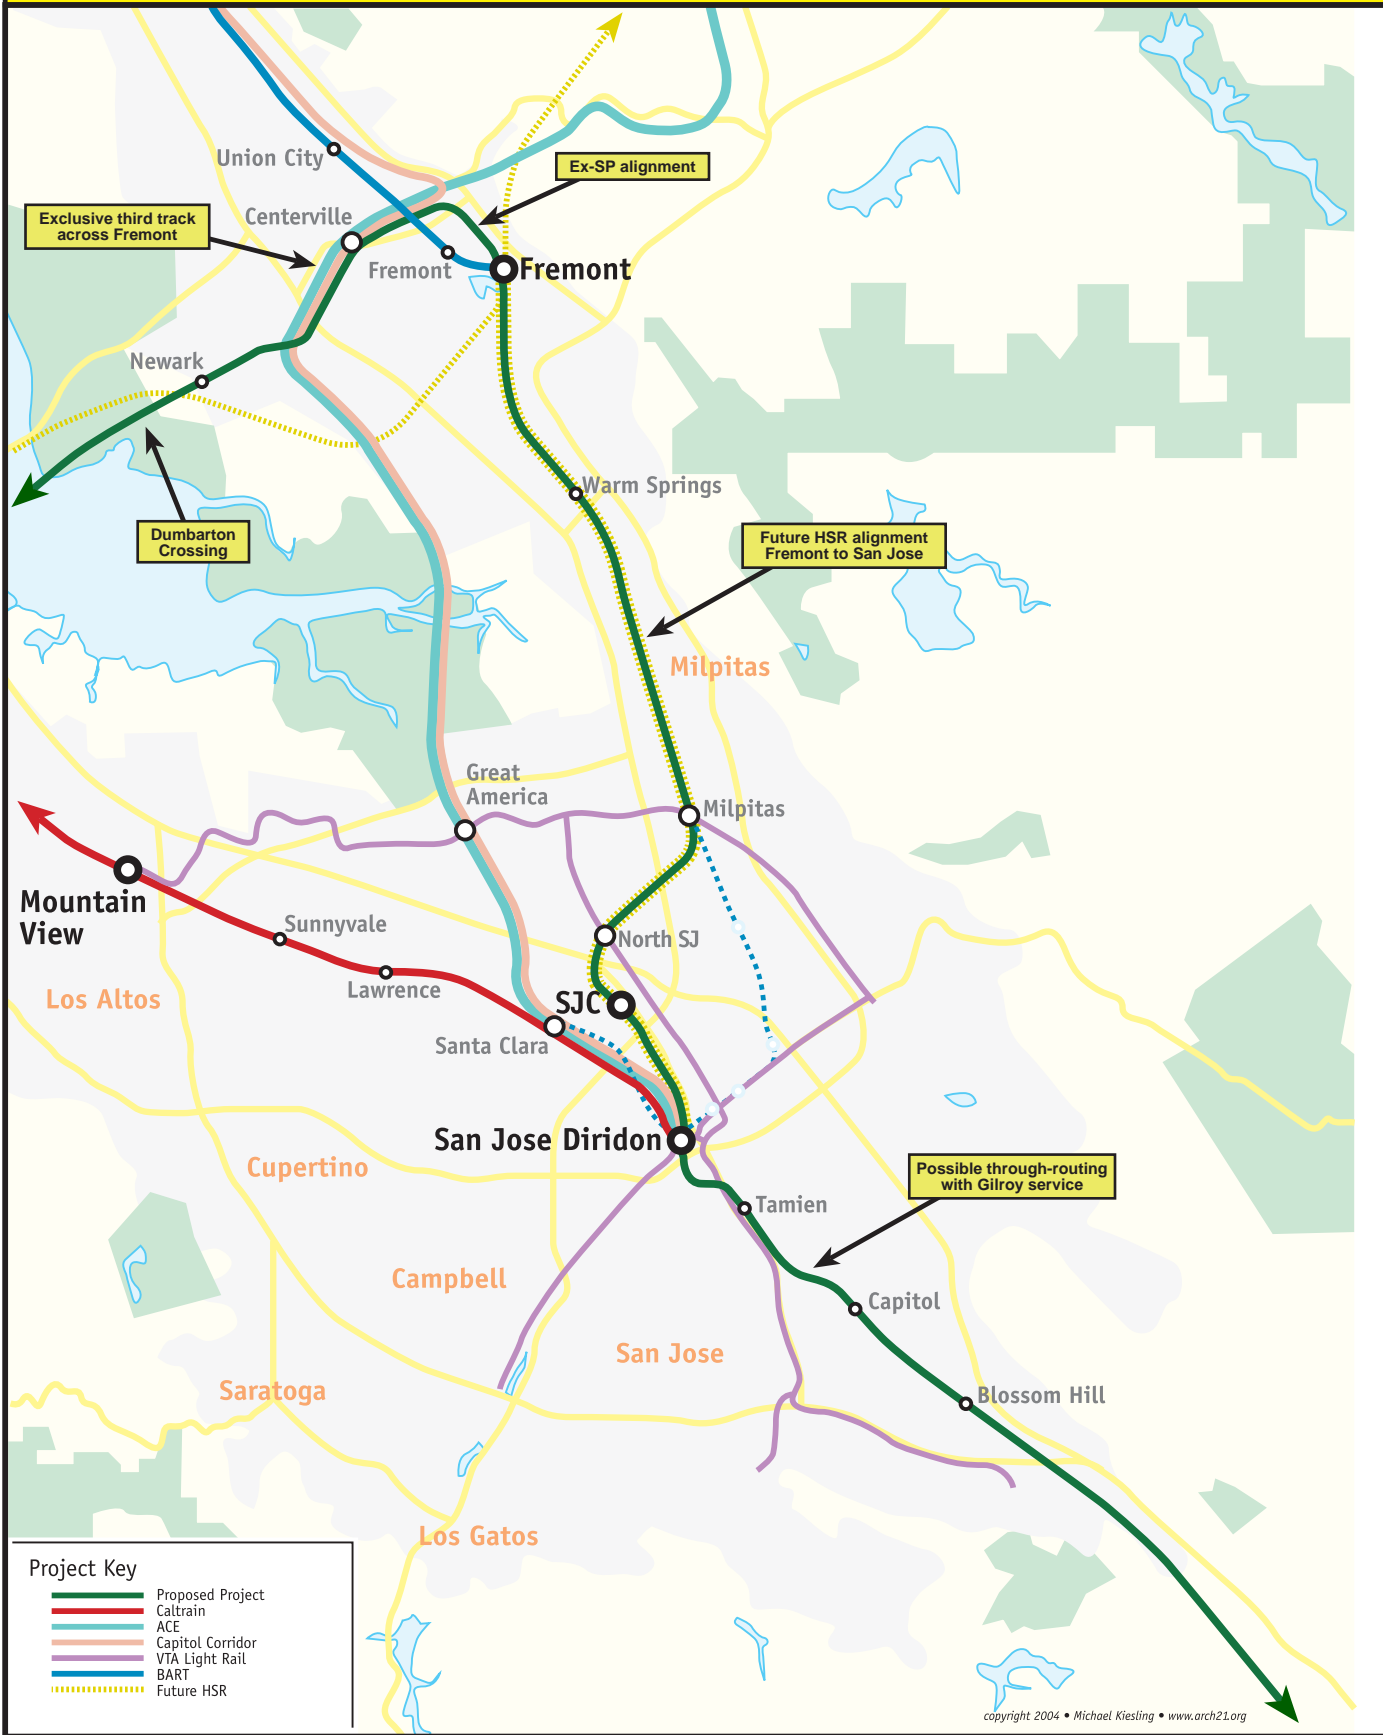 Union City
Ex-SP alignment
Exclusive third track
across Fremont
Centerville
Fremont
Fremont
Newark
Warm Springs
Dumbarton
Crossing
Future HSR alignment
Fremont to San Jose
Milpitas
Great
America
Milpitas
Mountain
View
Sunnyvale
North SJ
Lawrence
Los Altos
SJC
Santa Clara
San Jose Diridon
Cupertino
Possible through-routing
with Gilroy service
Tamien
Campbell
Capitol
San Jose
Saratoga
Blossom Hill
Los Gatos
Project Key
Proposed Project
Caltrain
ACE
Capitol Corridor
VTA Light Rail
BART
Future HSR
copyright 2004 • Michael Kiesling • www.arch21.org